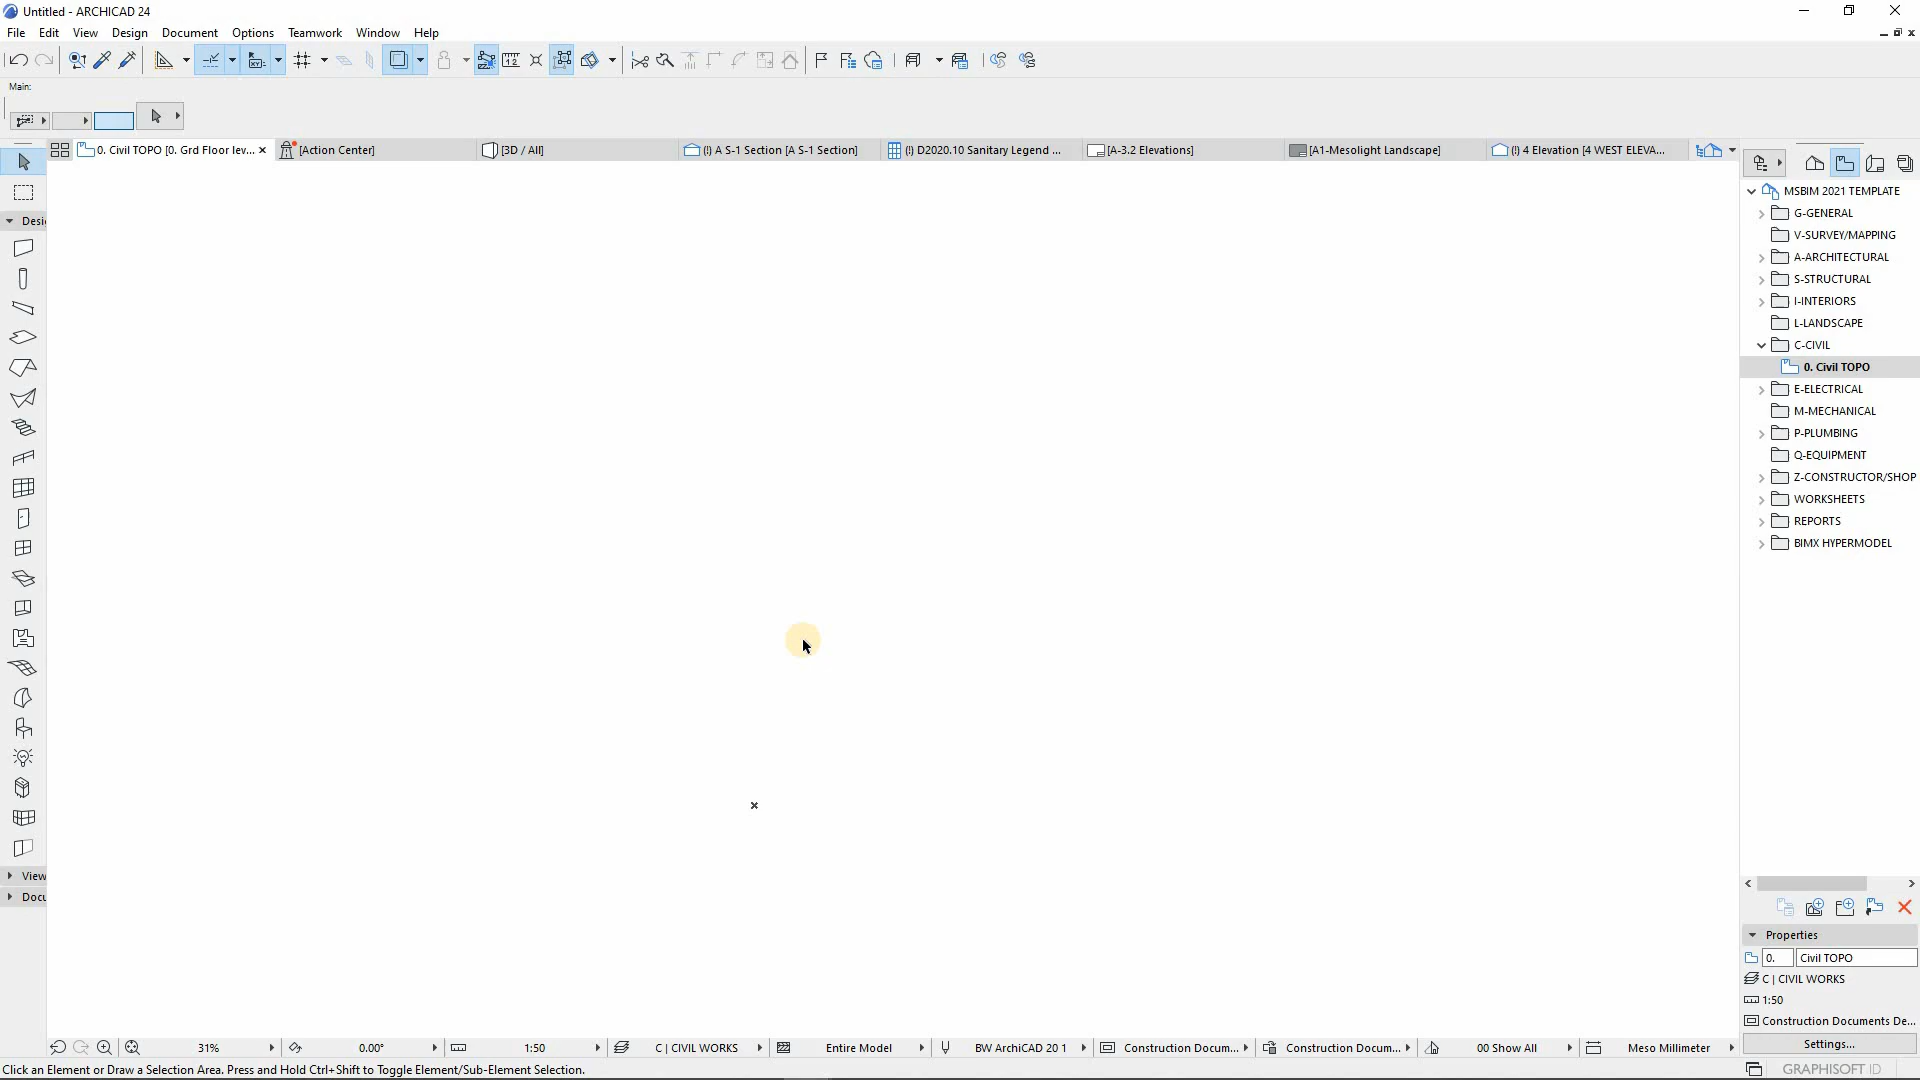 Untitled - ARCHICAD 24
File Edit View Design Document Options Teamwork Window Help
Main:
0. Civil TOPO [0. Grd Floor lev... [Action Center] [3D / All] (!) A S-1 Section [A S-1 Section] (!) D2020.10 Sanitary Legend ... [A-3.2 Elevations] [A1-Mesolight Landscape] (!) 4 Elevation [4 WEST ELEVA...
Desi
View
Docu
MSBIM 2021 TEMPLATE
G-GENERAL
V-SURVEY/MAPPING
A-ARCHITECTURAL
S-STRUCTURAL
I-INTERIORS
L-LANDSCAPE
C-CIVIL
0. Civil TOPO
E-ELECTRICAL
M-MECHANICAL
P-PLUMBING
Q-EQUIPMENT
Z-CONSTRUCTOR/SHOP
WORKSHEETS
REPORTS
BIMX HYPERMODEL
Properties
0. Civil TOPO
C | CIVIL WORKS
1:50
Construction Documents De...
Settings...
31% 0.00° 1:50 C | CIVIL WORKS Entire Model BW ArchiCAD 20 1 Construction Docum... Construction Docum... 00 Show All Meso Millimeter
Click an Element or Draw a Selection Area. Press and Hold Ctrl+Shift to Toggle Element/Sub-Element Selection.
GRAPHISOFT ID